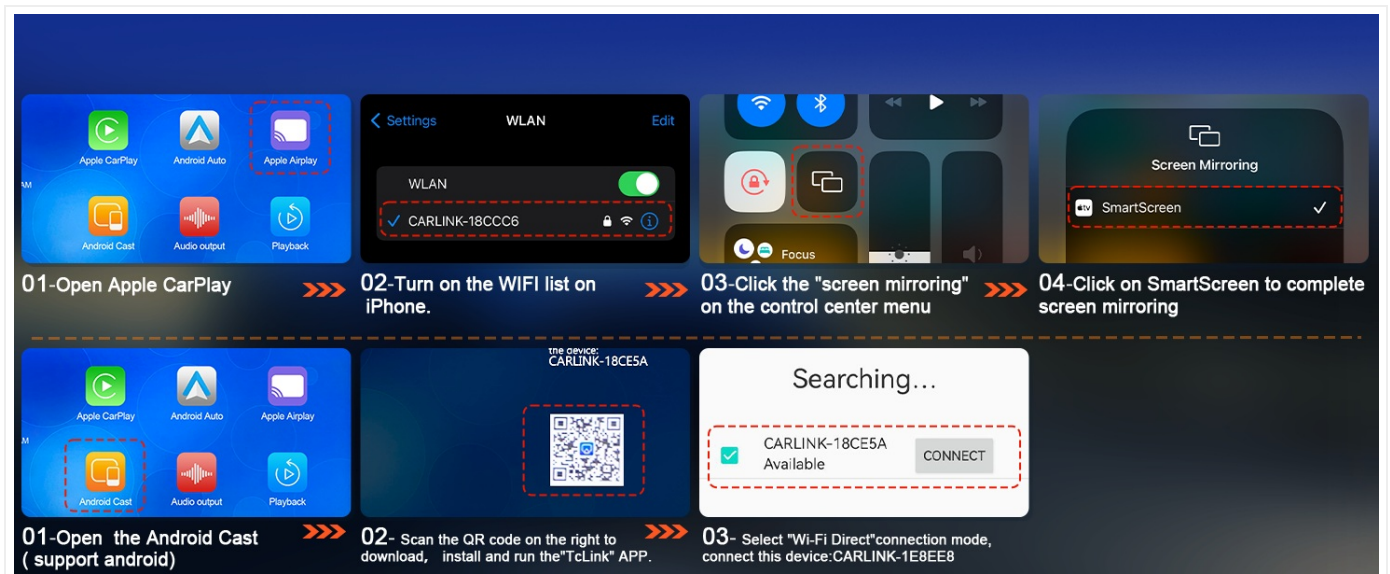 Apple CarPlay
Android Auto
Apple Airplay
AM
Android Cast
Audio output
Playback
Settings
WLAN
Edit
WLAN
CARLINK-18CCC6
Focus
Screen Mirroring
tv SmartScreen
01-Open Apple CarPlay
02-Turn on the WIFI list on
iPhone.
03-Click the "screen mirroring"
on the control center menu
04-Click on SmartScreen to complete
screen mirroring
Apple CarPlay
Android Auto
Apple Airplay
M
Android Cast
Audio output
Playback
the device:
CARLINK-18CE5A
Searching...
CARLINK-18CE5A
Available
CONNECT
01-Open the Android Cast
( support android)
02- Scan the QR code on the right to
download, install and run the"TcLink" APP.
03- Select "Wi-Fi Direct"connection mode,
connect this device:CARLINK-1E8EE8